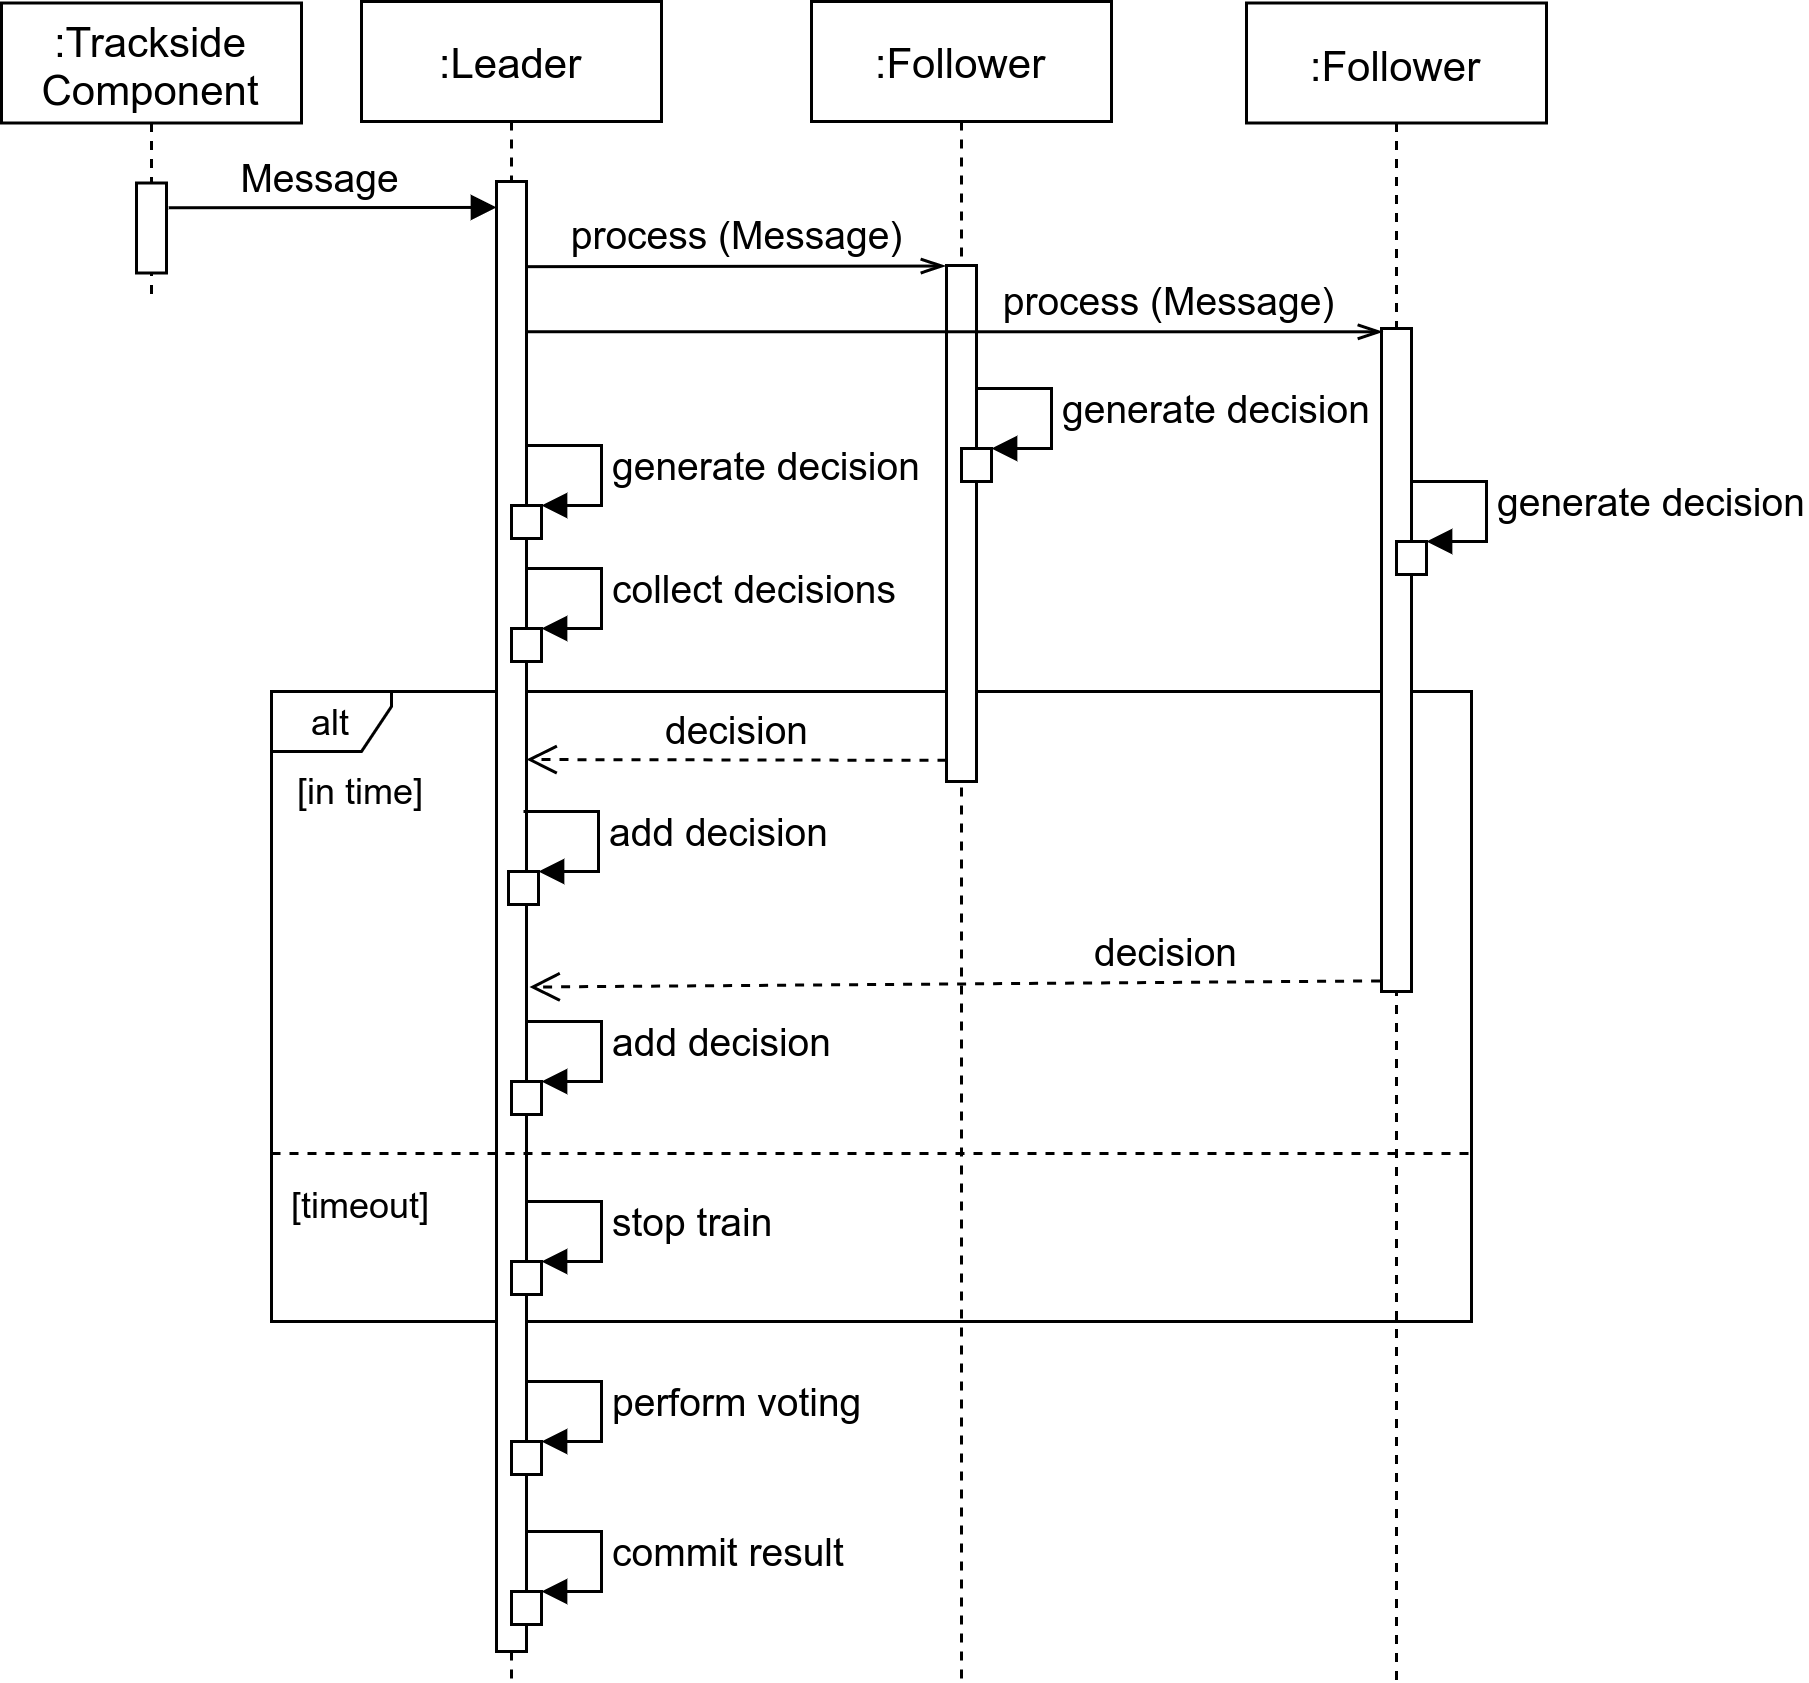 :Trackside
Component
:Leader
:Follower
:Follower
Message
process (Message)
process (Message)
generate decision
generate decision
generate decision
collect decisions
alt
decision
[in time]
add decision
decision
add decision
[timeout]
stop train
perform voting
commit result